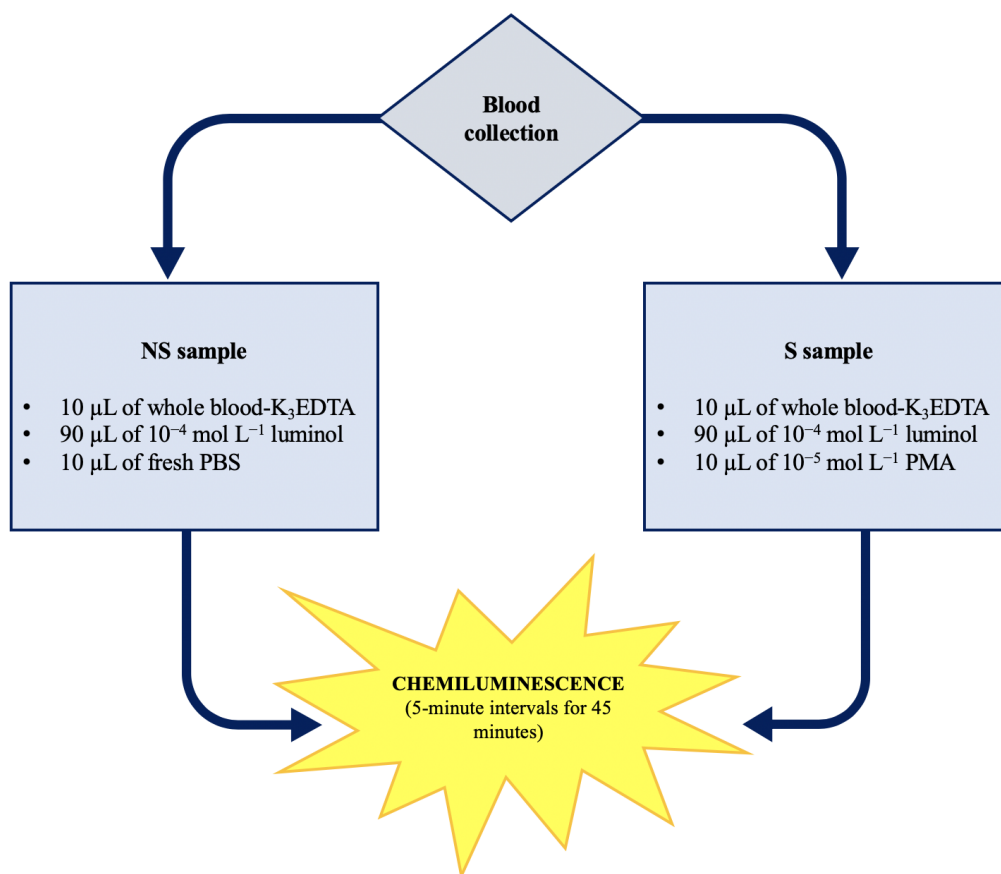 Blood
collection
NS sample
• 10 µL of whole blood-K₃EDTA
• 90 µL of 10⁻⁴ mol L⁻¹ luminol
• 10 µL of fresh PBS
S sample
• 10 µL of whole blood-K₃EDTA
• 90 µL of 10⁻⁴ mol L⁻¹ luminol
• 10 µL of 10⁻⁵ mol L⁻¹ PMA
CHEMILUMINESCENCE
(5-minute intervals for 45
minutes)